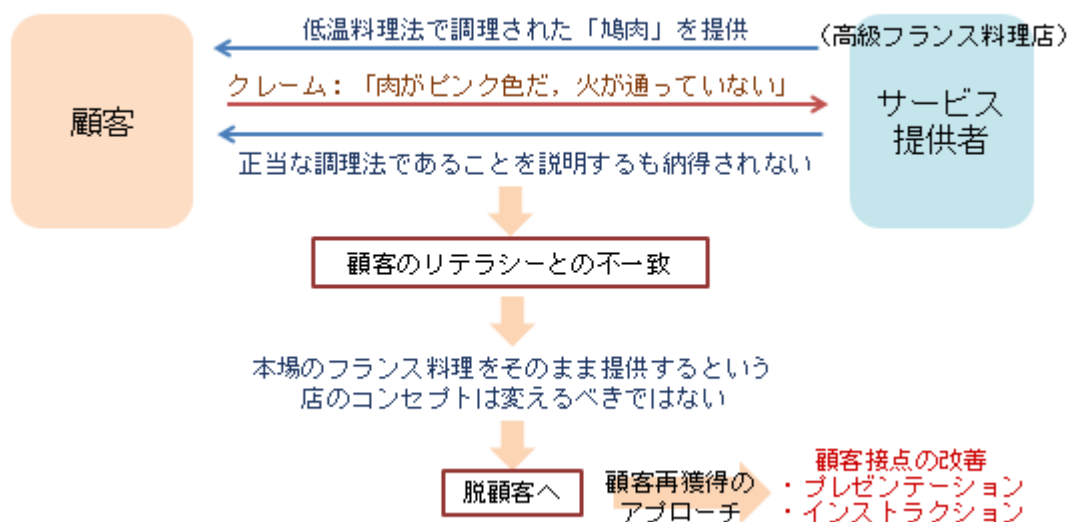 低温料理法で調理された「鳩肉」を提供
(高級フランス料理店)
クレーム:「肉がピンク色だ，火が通っていない」
顧客
サービス
提供者
正当な調理法であることを説明するも納得されない
顧客のリテラシーとの不一致
本場のフランス料理をそのまま提供するという
店のコンセプトは変えるべきではない
脱顧客へ
顧客再獲得の
アプローチ
顧客接点の改善
・プレゼンテーション
・インストラクション